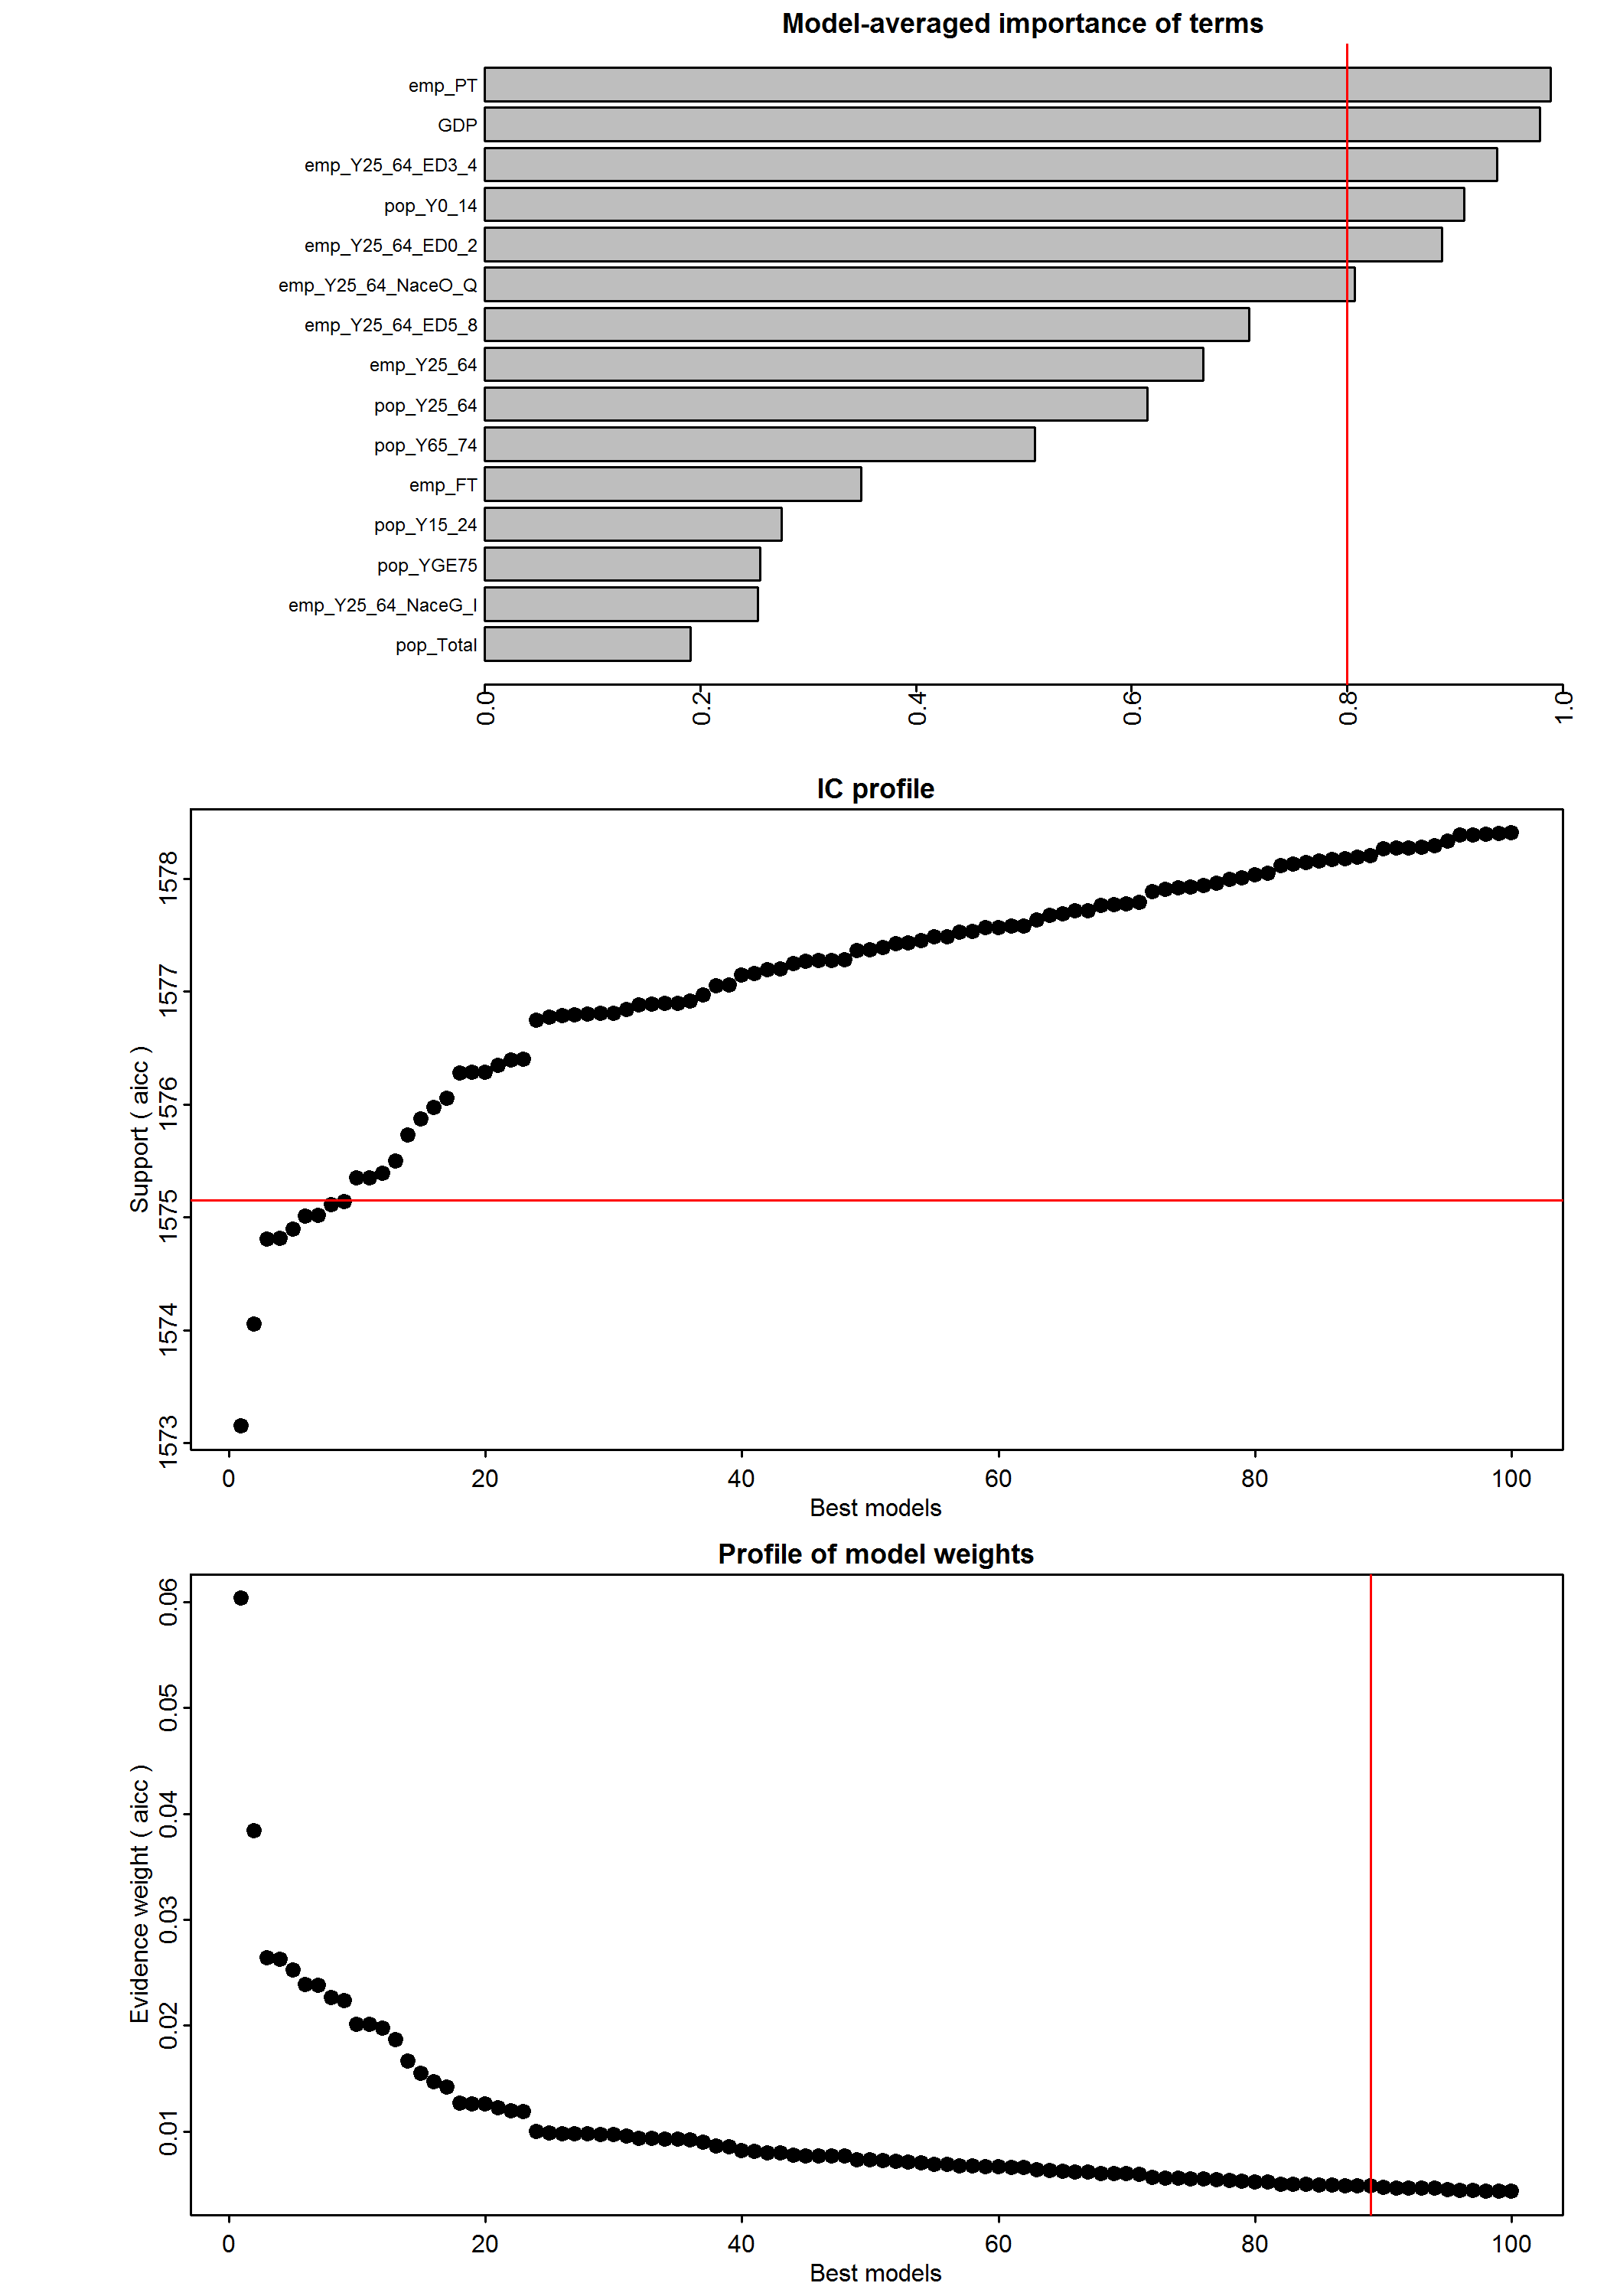 Model-averaged importance of terms
emp_PT
GDP
emp_Y25_64_ED3_4
pop_Y0_14
emp_Y25_64_ED0_2
emp_Y25_64_NaceO_Q
emp_Y25_64_ED5_8
emp_Y25_64
pop_Y25_64
pop_Y65_74
emp_FT
pop_Y15_24
pop_YGE75
emp_Y25_64_NaceG_I
pop_Total
0.0 0.2 0.4 0.6 0.8 1.0
IC profile
Support ( aicc )
1578
1577
1576
1575
1574
1573
0 20 40 60 80 100
Best models
Profile of model weights
Evidence weight ( aicc )
0.06
0.05
0.04
0.03
0.02
0.01
0 20 40 60 80 100
Best models